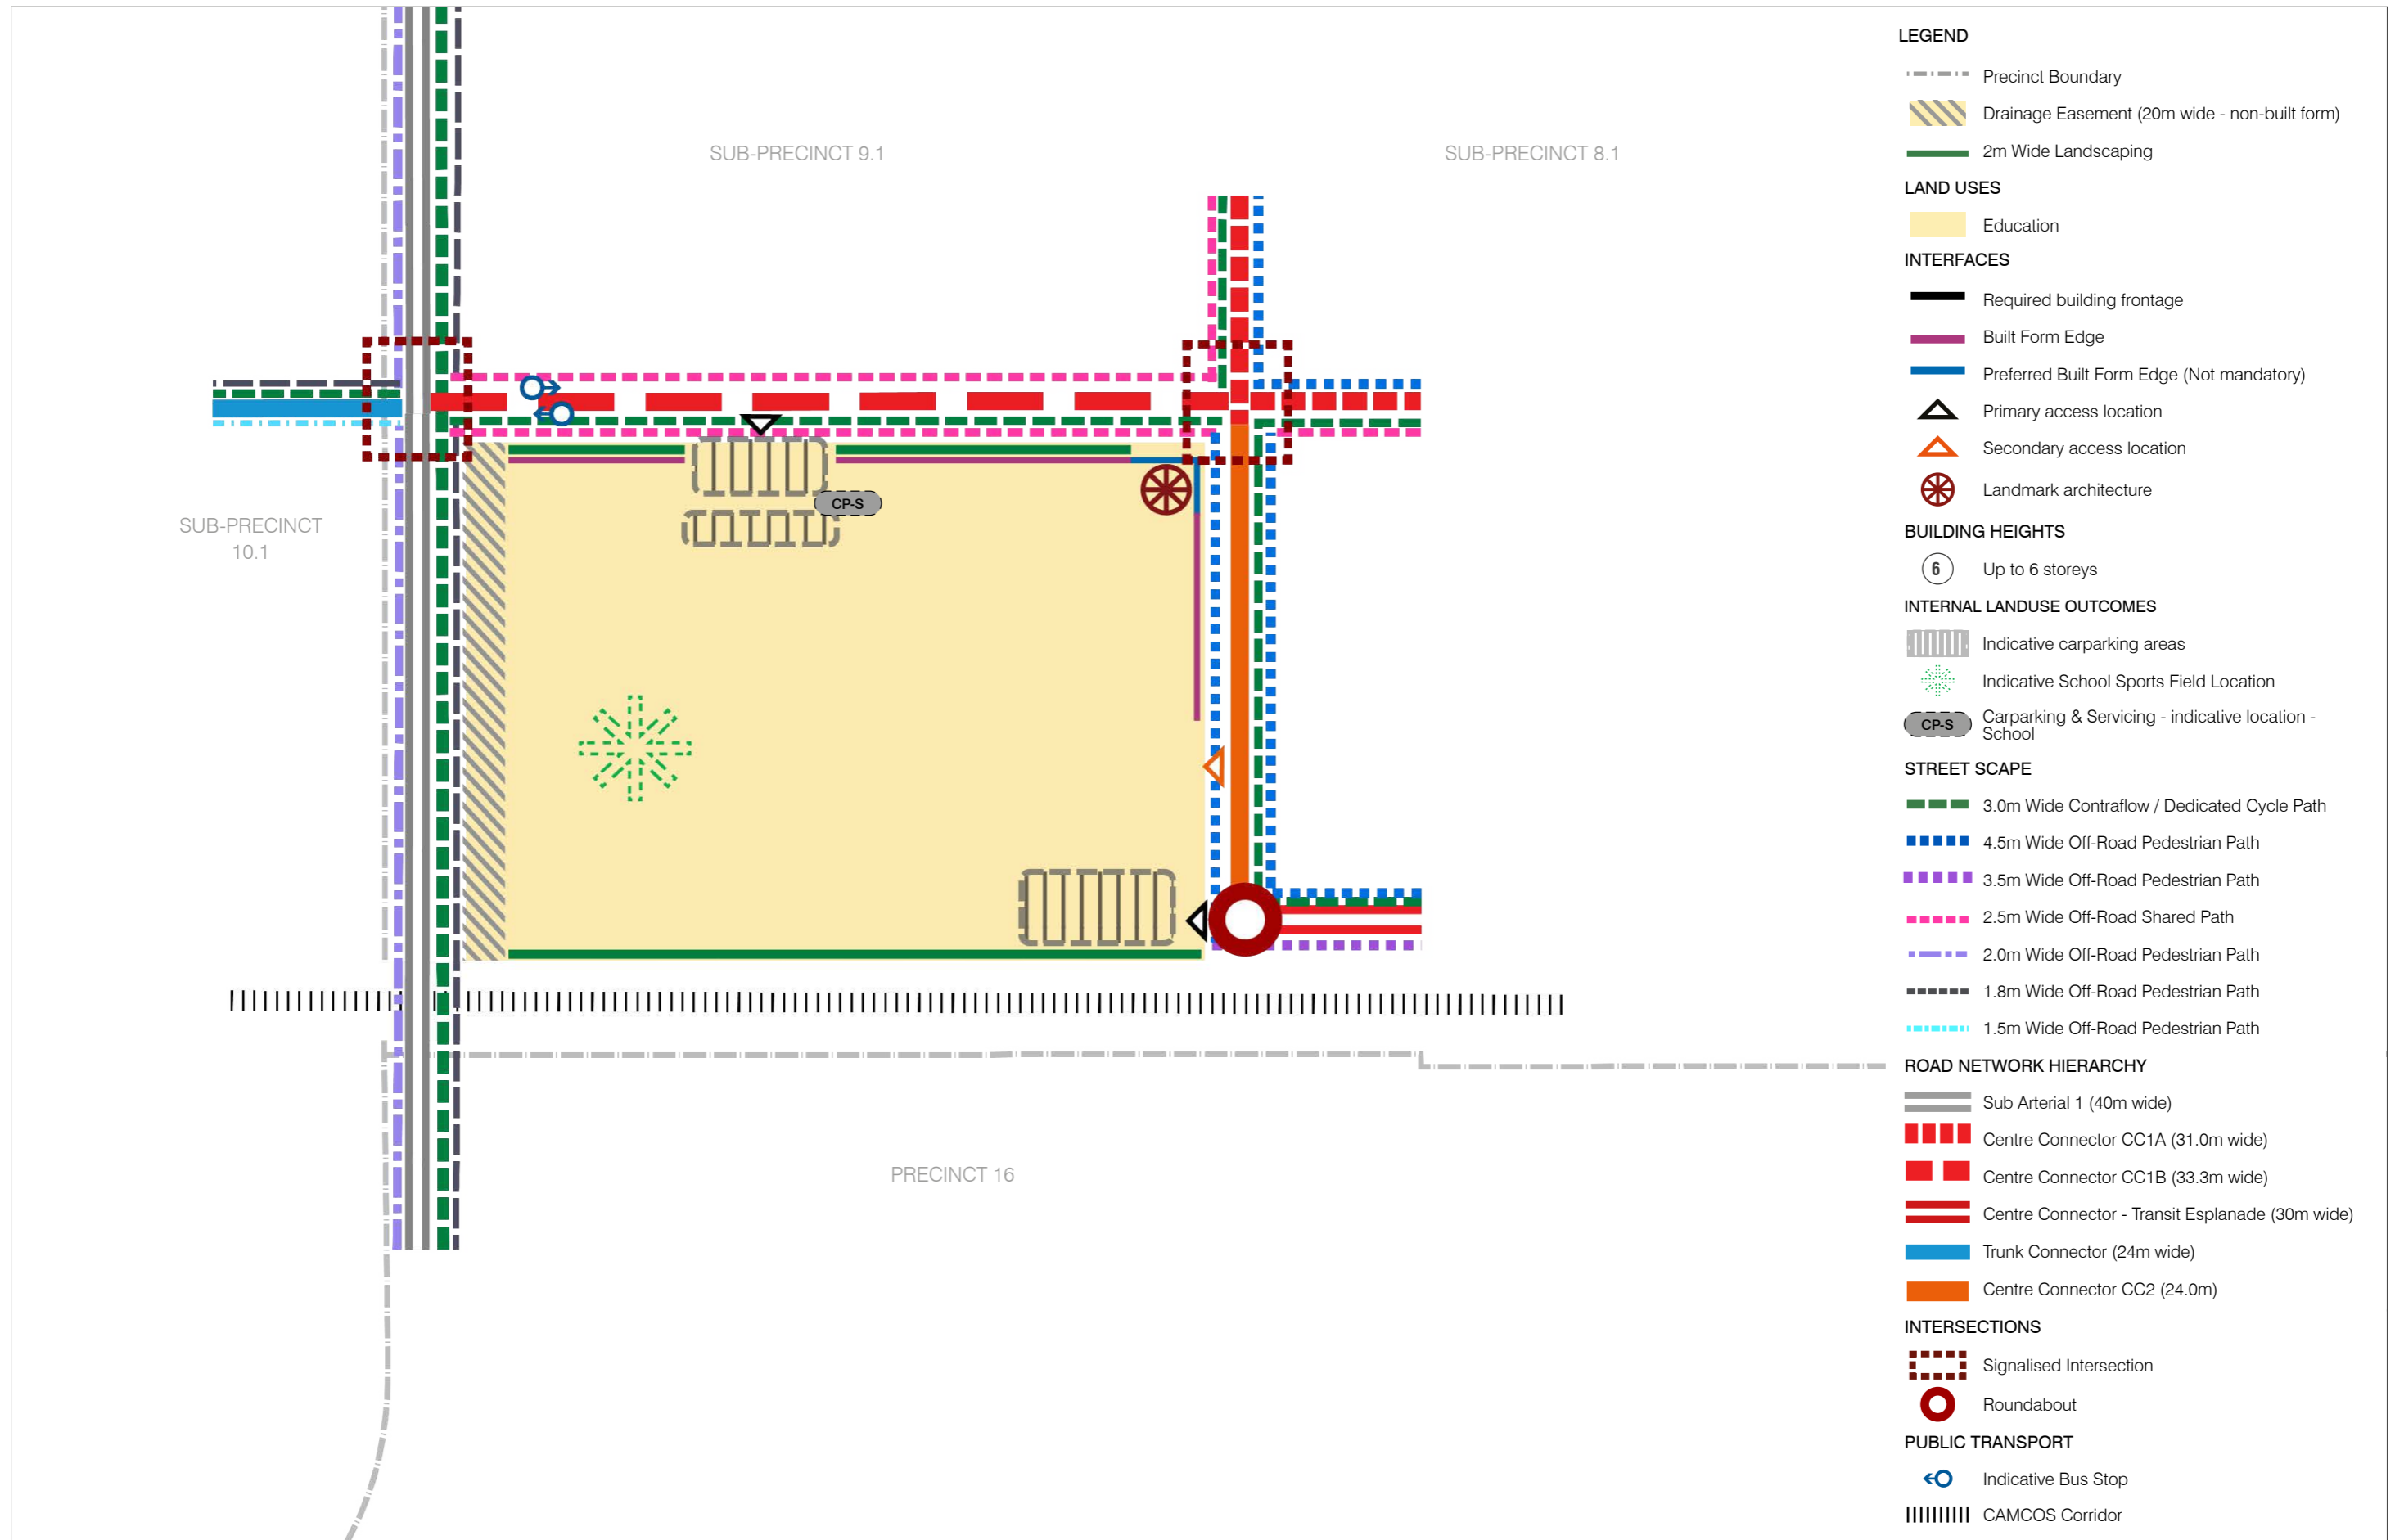 SUB-PRECINCT 9.1
SUB-PRECINCT 8.1
SUB-PRECINCT
10.1
CP-S
PRECINCT 16
LEGEND
Precinct Boundary
Drainage Easement (20m wide - non-built form)
2m Wide Landscaping
LAND USES
Education
INTERFACES
Required building frontage
Built Form Edge
Preferred Built Form Edge (Not mandatory)
Primary access location
Secondary access location
Landmark architecture
BUILDING HEIGHTS
6 Up to 6 storeys
INTERNAL LANDUSE OUTCOMES
Indicative carparking areas
Indicative School Sports Field Location
CP-S Carparking & Servicing - indicative location -
School
STREET SCAPE
3.0m Wide Contraflow / Dedicated Cycle Path
4.5m Wide Off-Road Pedestrian Path
3.5m Wide Off-Road Pedestrian Path
2.5m Wide Off-Road Shared Path
2.0m Wide Off-Road Pedestrian Path
1.8m Wide Off-Road Pedestrian Path
1.5m Wide Off-Road Pedestrian Path
ROAD NETWORK HIERARCHY
Sub Arterial 1 (40m wide)
Centre Connector CC1A (31.0m wide)
Centre Connector CC1B (33.3m wide)
Centre Connector - Transit Esplanade (30m wide)
Trunk Connector (24m wide)
Centre Connector CC2 (24.0m)
INTERSECTIONS
Signalised Intersection
Roundabout
PUBLIC TRANSPORT
Indicative Bus Stop
CAMCOS Corridor